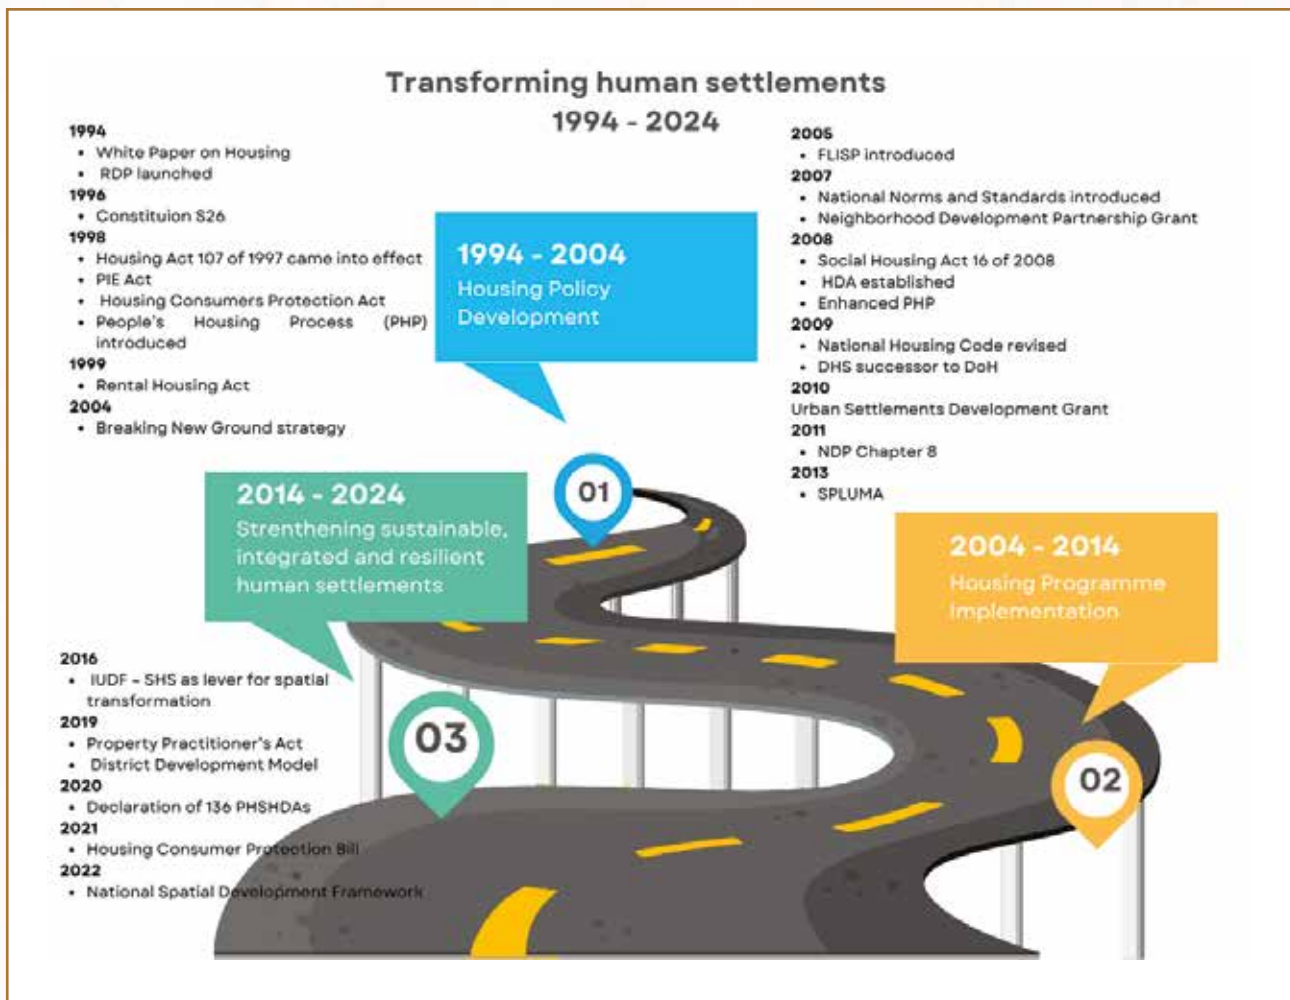 Transforming human settlements
1994 - 2024
1994
• White Paper on Housing
• RDP launched
1996
• Constituion S26
1998
• Housing Act 107 of 1997 came into effect
• PIE Act
• Housing Consumers Protection Act
• People's Housing Process (PHP)
introduced
1999
• Rental Housing Act
2004
• Breaking New Ground strategy
1994 - 2004
Housing Policy
Development
2005
• FLISP introduced
2007
• National Norms and Standards introduced
• Neighborhood Development Partnership Grant
2008
• Social Housing Act 16 of 2008
• HDA established
• Enhanced PHP
2009
• National Housing Code revised
• DHS successor to DoH
2010
Urban Settlements Development Grant
2011
• NDP Chapter 8
2013
• SPLUMA
01
2014 - 2024
Strenthening sustainable,
integrated and resilient
human settlements
2004 - 2014
Housing Programme
Implementation
2016
• IUDF - SHS as lever for spatial
transformation
2019
• Property Practitioner's Act
• District Development Model
2020
• Declaration of 136 PHSHDAs
2021
• Housing Consumer Protection Bill
2022
• National Spatial Development Framework
03
02